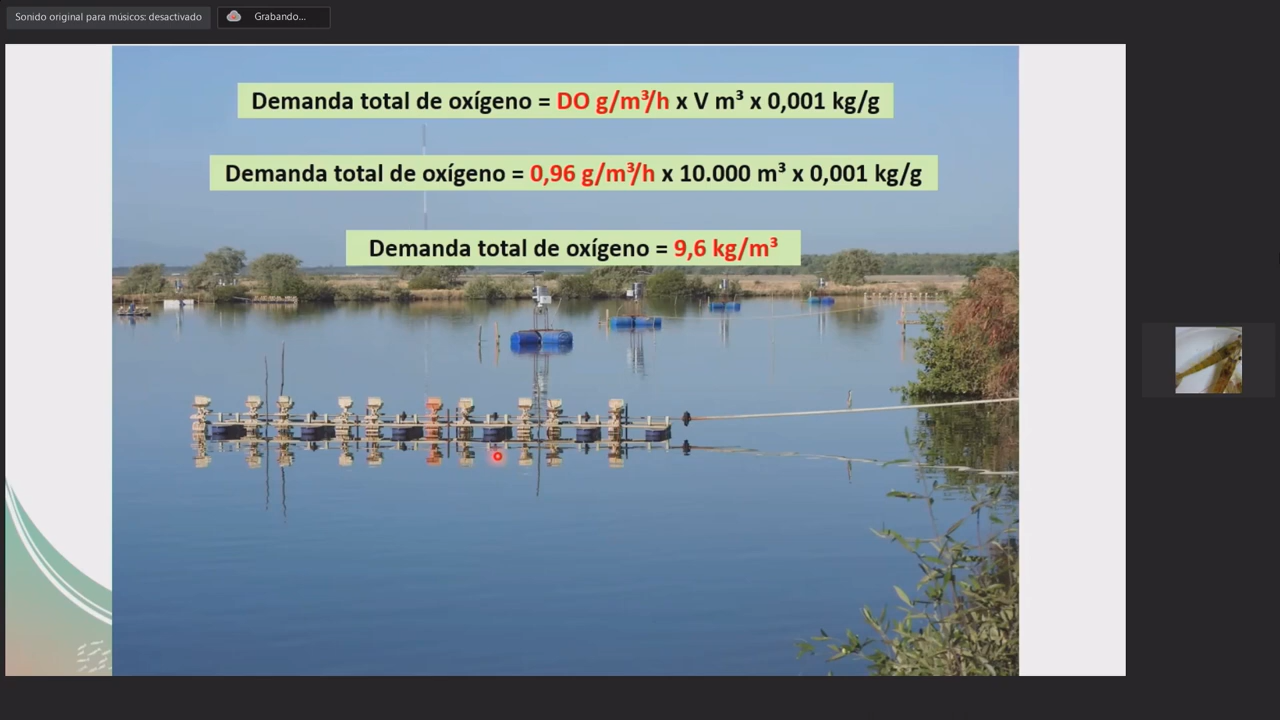 Sonido original para músicos: desactivado
Grabando...
Demanda total de oxígeno = DO g/m³/h x V m³ x 0,001 kg/g
Demanda total de oxígeno = 0,96 g/m³/h x 10.000 m³ x 0,001 kg/g
Demanda total de oxígeno = 9,6 kg/m³